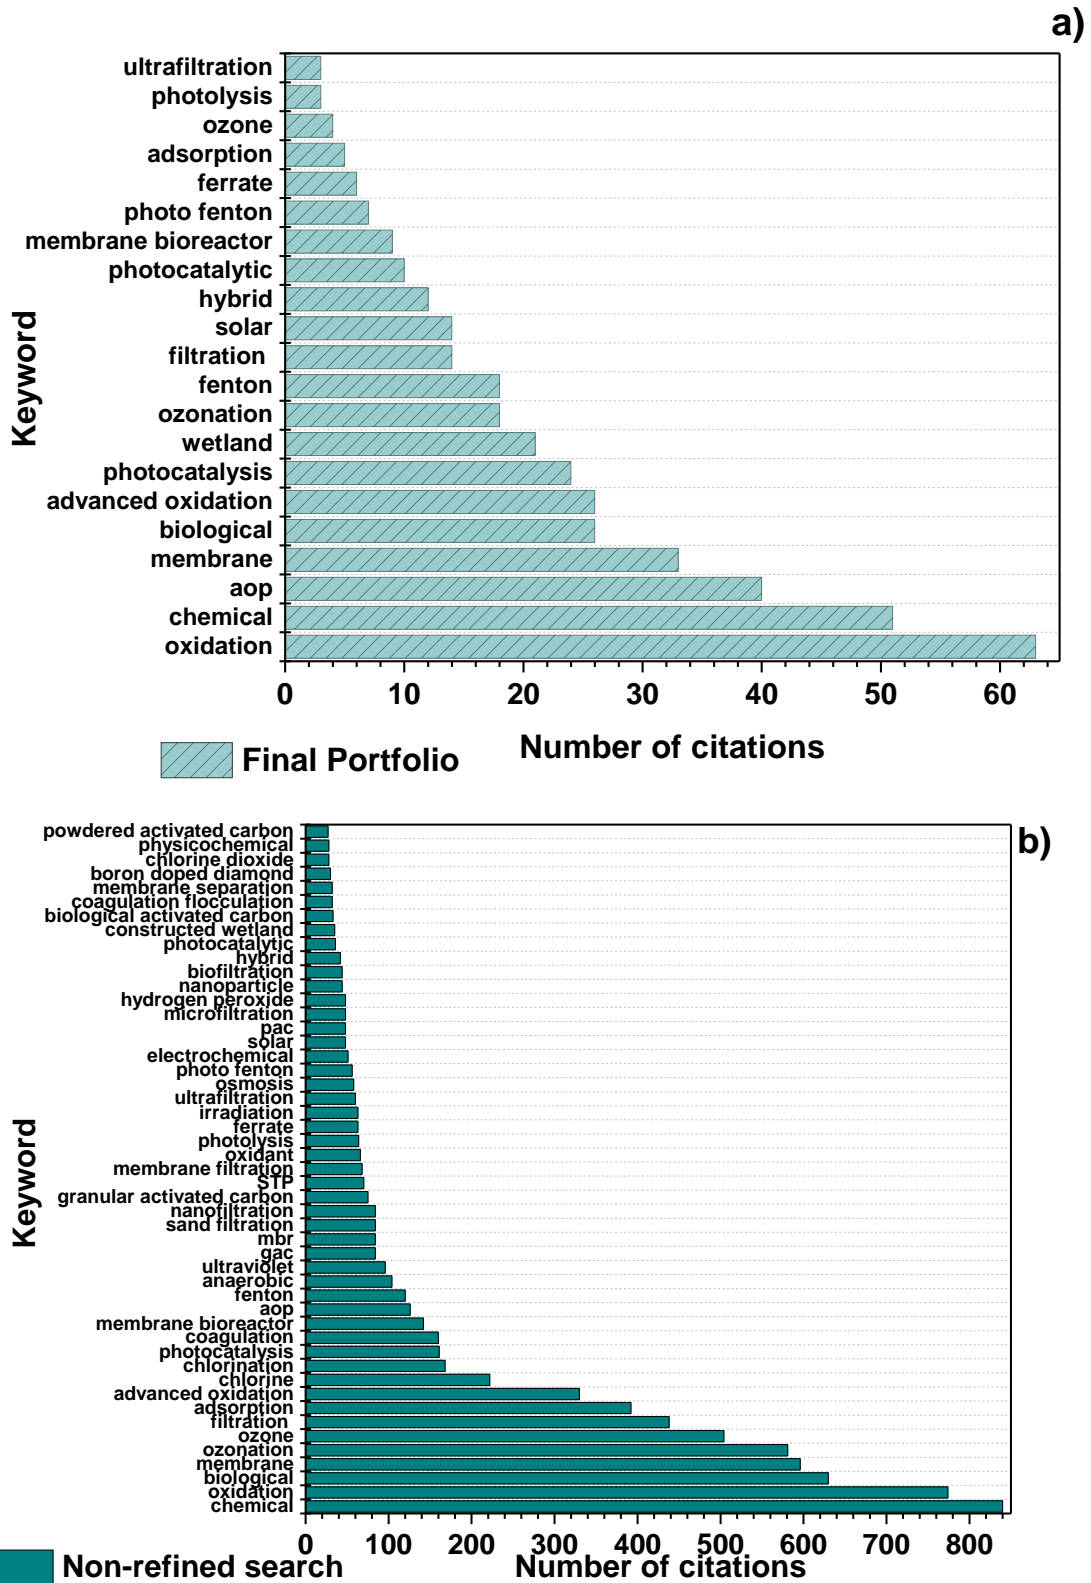 a)
ultrafiltration
photolysis
ozone
adsorption
ferrate
photo fenton
membrane bioreactor
photocatalytic
hybrid
solar
filtration
fenton
ozonation
wetland
photocatalysis
advanced oxidation
biological
membrane
aop
chemical
oxidation
Keyword
0 10 20 30 40 50 60
Number of citations
Final Portfolio
b)
powdered activated carbon
physicochemical
chlorine dioxide
boron doped diamond
membrane separation
coagulation flocculation
biological activated carbon
constructed wetland
photocatalytic
hybrid
biofiltration
nanoparticle
hydrogen peroxide
microfiltration
pac
solar
electrochemical
photo fenton
osmosis
ultrafiltration
irradiation
ferrate
photolysis
oxidant
membrane filtration
STP
granular activated carbon
nanofiltration
sand filtration
mbr
gac
ultraviolet
anaerobic
fenton
aop
membrane bioreactor
coagulation
photocatalysis
chlorination
chlorine
advanced oxidation
adsorption
filtration
ozone
ozonation
membrane
biological
oxidation
chemical
Keyword
0 100 200 300 400 500 600 700 800
Number of citations
Non-refined search